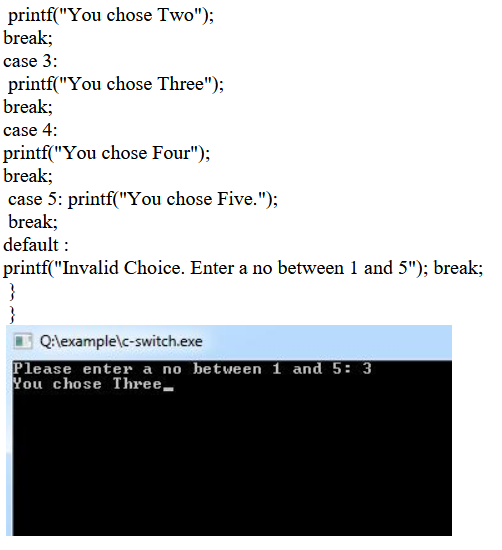 printf("You chose Two");
break;
case 3:
printf("You chose Three");
break;
case 4:
printf("You chose Four");
break;
case 5: printf("You chose Five.");
break;
default :
printf("Invalid Choice. Enter a no between 1 and 5"); break;
}
}
Q:\example\c-switch.exe
Please enter a no between 1 and 5: 3
You chose Three_